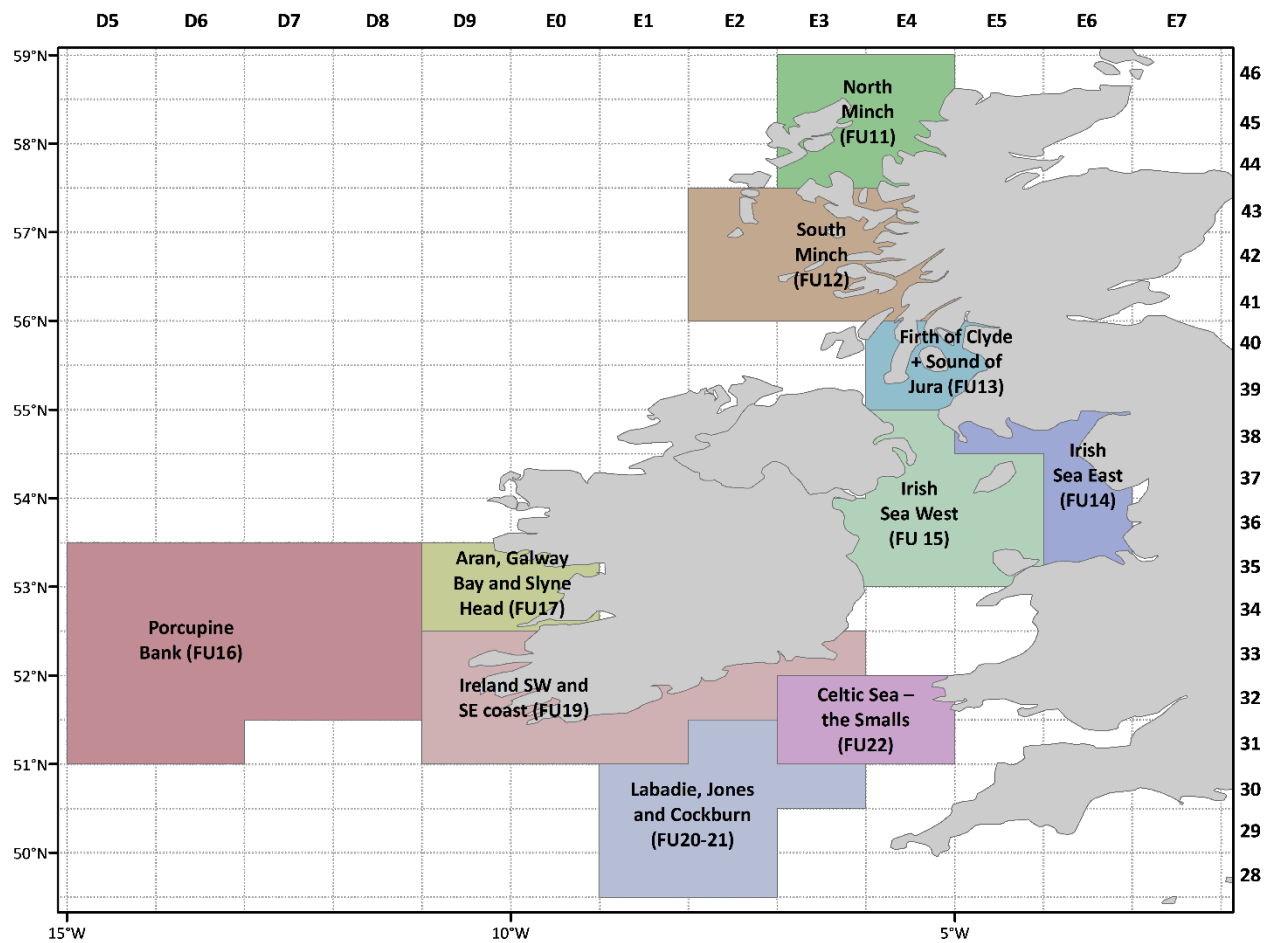 D5 D6 D7 D8 D9 E0 E1 E2 E3 E4 E5 E6 E7
59°N
58°N
57°N
56°N
55°N
54°N
53°N
52°N
51°N
50°N
46
45
44
43
42
41
40
39
38
37
36
35
34
33
32
31
30
29
28
North
Minch
(FU11)
South
Minch
(FU12)
Firth of Clyde
+ Sound of
Jura (FU13)
Irish
Sea East
(FU14)
Irish
Sea West
(FU 15)
Aran, Galway
Bay and Slyne
Head (FU17)
Porcupine
Bank (FU16)
Ireland SW and
SE coast (FU19)
Celtic Sea –
the Smalls
(FU22)
Labadie, Jones
and Cockburn
(FU20-21)
15°W 10°W 5°W